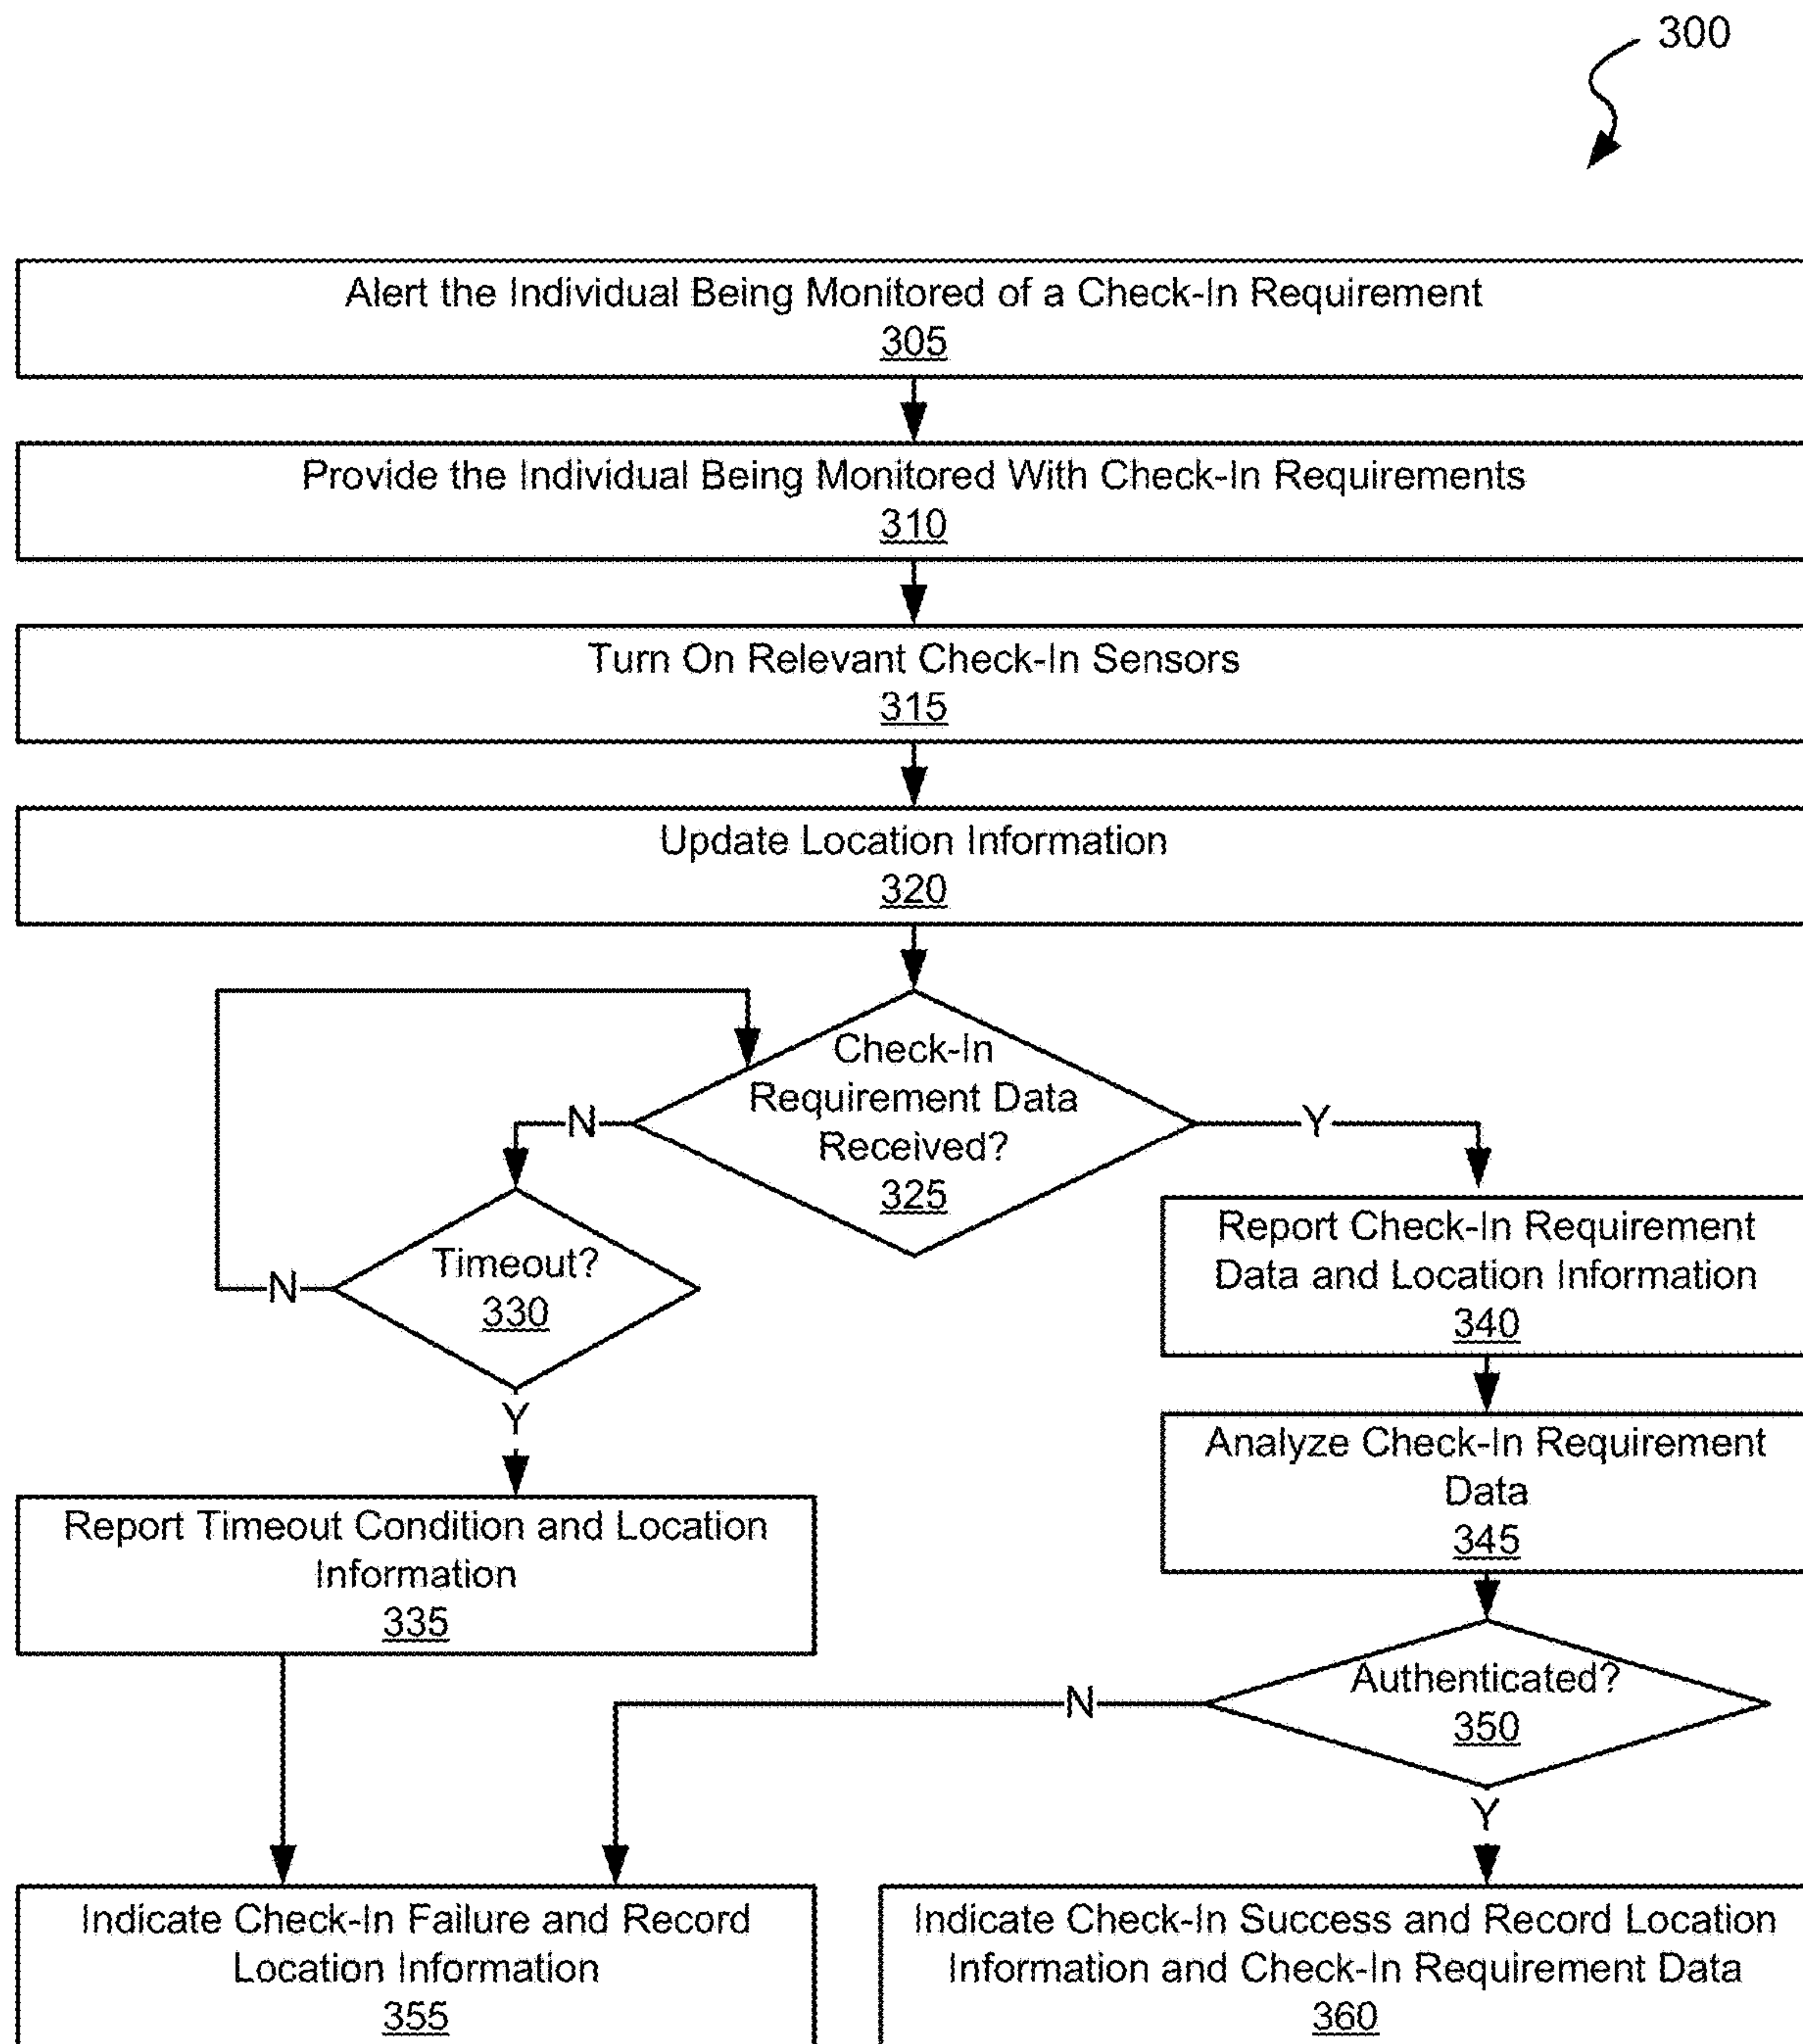 300
Alert the Individual Being Monitored of a Check-In Requirement
305
Provide the Individual Being Monitored With Check-In Requirements
310
Turn On Relevant Check-In Sensors
315
Update Location Information
320
Check-In
Requirement Data
Received?
325
N
Y
Timeout?
330
N
Y
Report Check-In Requirement
Data and Location Information
340
Analyze Check-In Requirement
Data
345
Report Timeout Condition and Location
Information
335
Authenticated?
350
N
Y
Indicate Check-In Failure and Record
Location Information
355
Indicate Check-In Success and Record Location
Information and Check-In Requirement Data
360